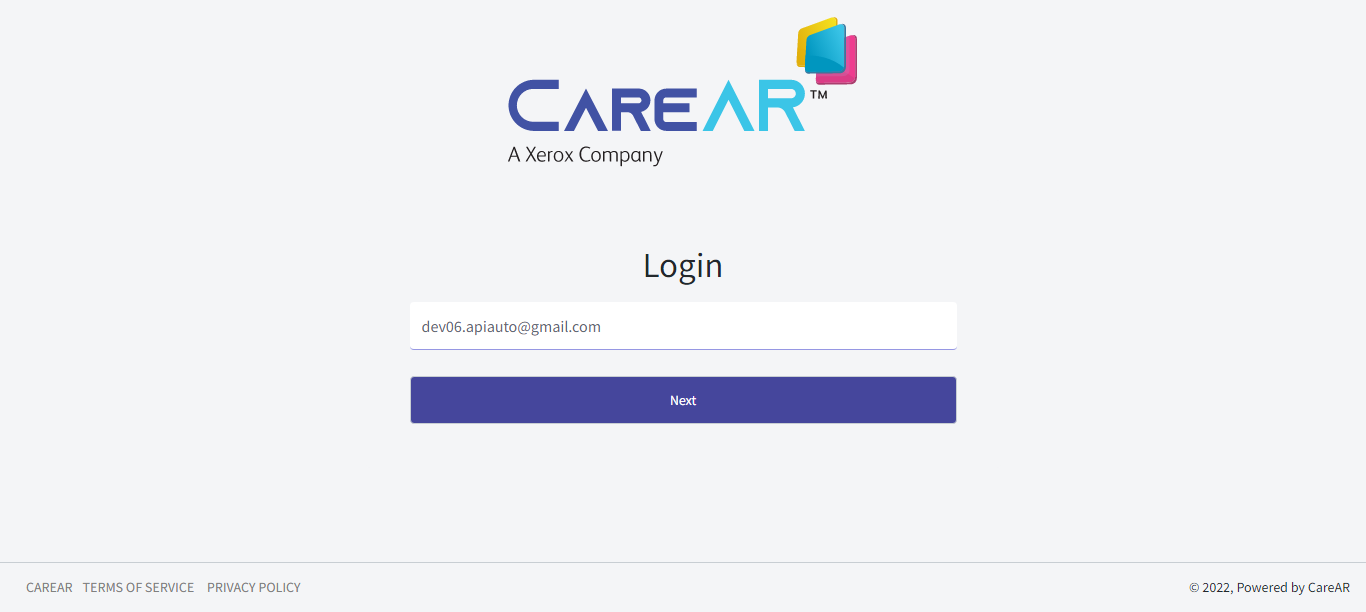 CAREAR™
A Xerox Company
Login
dev06.apiauto@gmail.com
Next
CAREAR TERMS OF SERVICE PRIVACY POLICY © 2022, Powered by CareAR